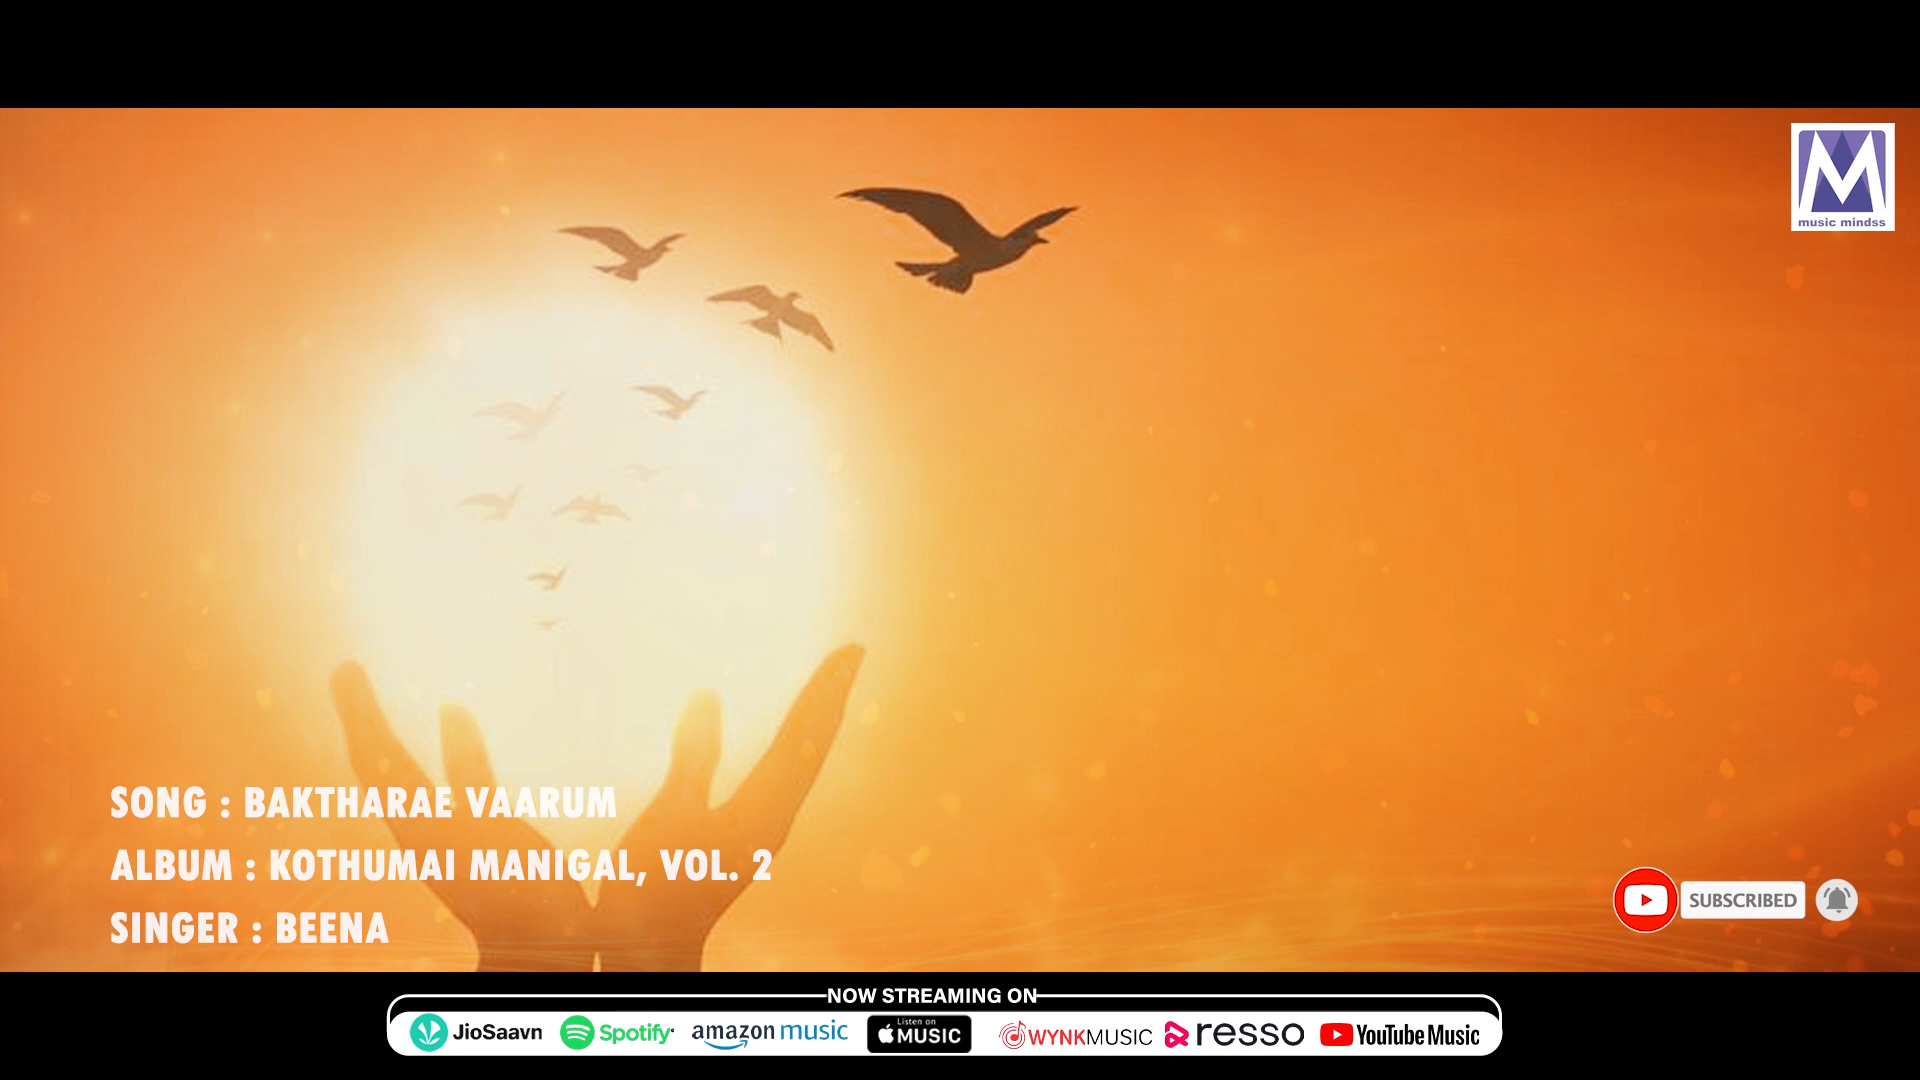 music mindss
SONG : BAKTHARAE VAARUM
ALBUM : KOTHUMAI MANIGAL, VOL. 2
SINGER : BEENA
SUBSCRIBED
NOW STREAMING ON
JioSaavn Spotify amazon music Listen on MUSIC WYNKMUSIC resso YouTube Music